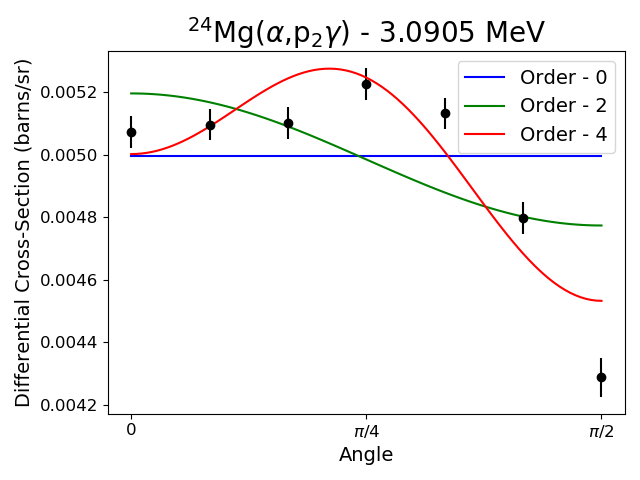 ²⁴Mg(α,p₂γ) - 3.0905 MeV
Differential Cross-Section (barns/sr)
0.0052
0.0050
0.0048
0.0046
0.0044
0.0042
Order - 0
Order - 2
Order - 4
0
π/4
π/2
Angle